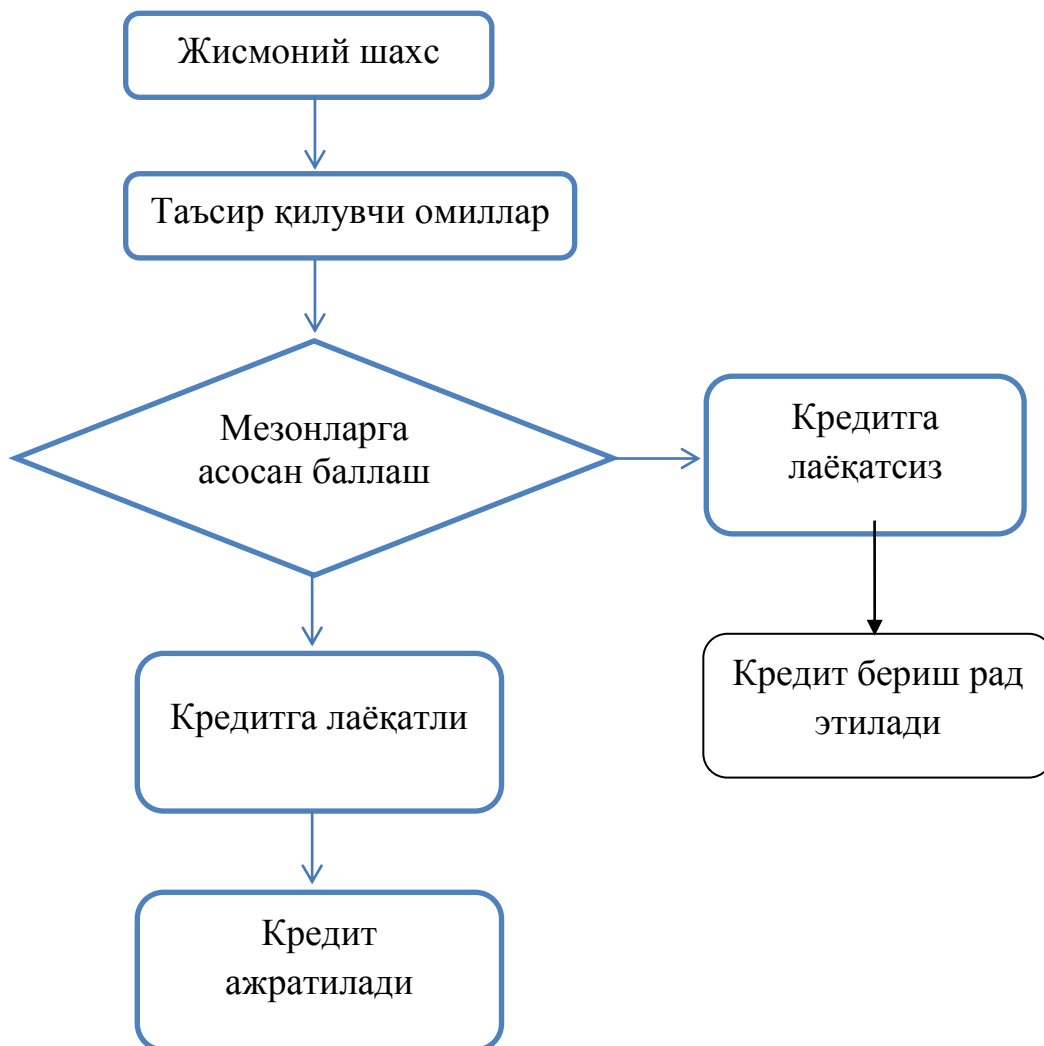 Жисмоний шахс
Таъсир қилувчи омиллар
Мезонларга
асосан баллаш
Кредитга
лаёқатсиз
Кредит бериш рад
этилади
Кредитга лаёқатли
Кредит
ажратилади